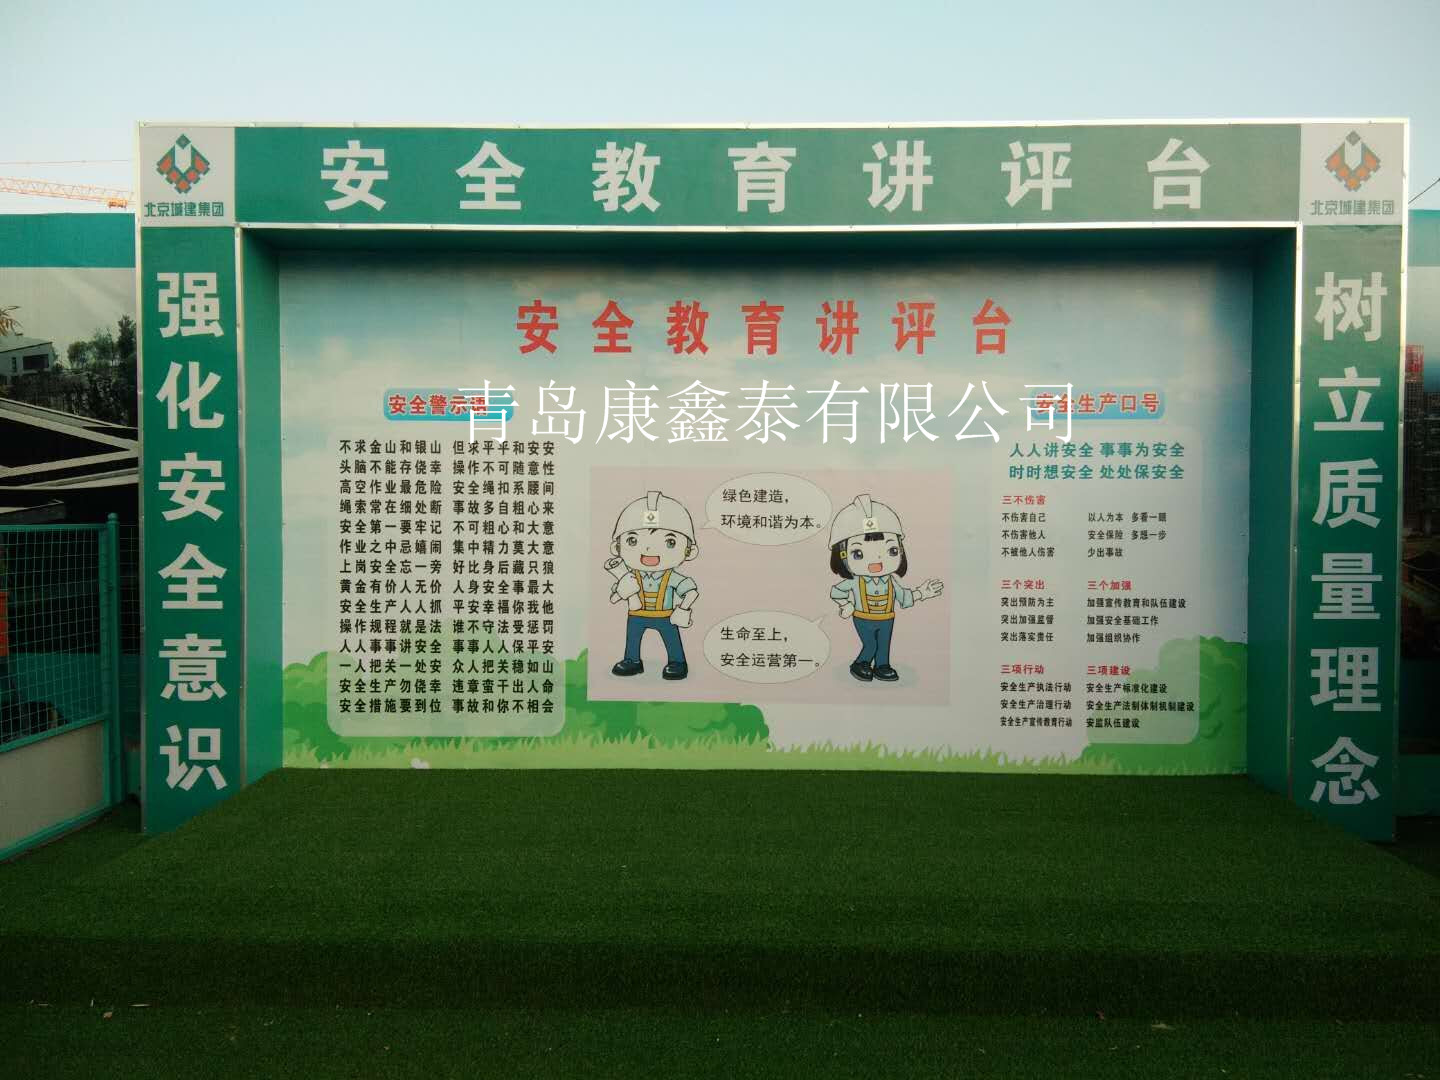 安全教育讲评台
北京城建集团
北京城建集团
强化安全意识
树立质量理念
安全教育讲评台
青岛康鑫泰有限公司
安全警示语
不求金山和银山 但求平平和安安
头脑不能存侥幸 操作不可随意性
高空作业最危险 安全绳扣系腰间
绳索常在细处断 事故多自粗心来
安全第一要牢记 不可粗心和大意
作业之中忌嬉闹 集中精力莫大意
上岗安全忘一旁 好比身后藏只狼
黄金有价人无价 人身安全事最大
安全生产人人抓 平安幸福你我他
操作规程就是法 谁不守法受惩罚
人人事事讲安全 事事人人保平安
一人把关一处安 众人把关稳如山
安全生产勿侥幸 违章蛮干出人命
安全措施要到位 事故和你不相会
绿色建造，
环境和谐为本。
生命至上，
安全运营第一。
安全生产口号
人人讲安全 事事为安全
时时想安全 处处保安全
三不伤害
不伤害自己 以人为本 多看一眼
不伤害他人 安全保险 多想一步
不被他人伤害 少出事故
三个突出 三个加强
突出预防为主 加强宣传教育和队伍建设
突出加强监督 加强安全基础工作
突出落实责任 加强组织协作
三项行动 三项建设
安全生产执法行动 安全生产标准化建设
安全生产治理行动 安全生产法制体制机制建设
安全生产宣传教育行动 安监队伍建设